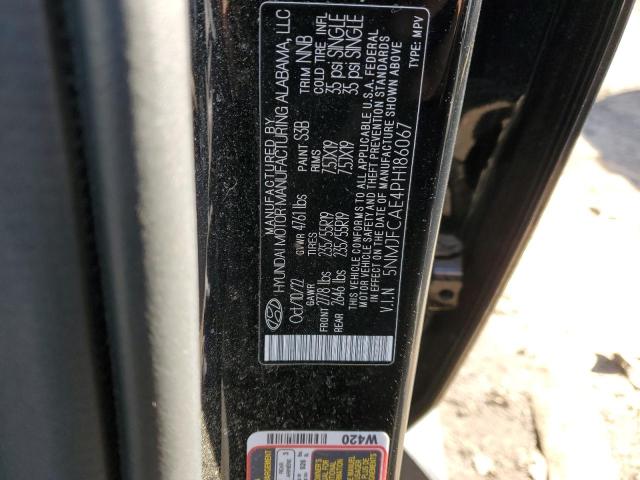 MANUFACTURED BY
HYUNDAI MOTOR MANUFACTURING ALABAMA, LLC
Oct/10/22 GVWR 4761 lbs PAINT S3B TRIM NNB
GAWR TIRES RIMS COLD TIRE INFL
FRONT 2778 lbs 235/55R19 7.5JX19 35 psi SINGLE
REAR 2646 lbs 235/55R19 7.5JX19 35 psi SINGLE
THIS VEHICLE CONFORMS TO ALL APPLICABLE U.S.A. FEDERAL
MOTOR VEHICLE SAFETY AND THEFT PREVENTION STANDARDS
IN EFFECT ON THE DATE OF MANUFACTURE SHOWN ABOVE
V.I.N 5NMJFCAE4PH186067 TYPE: MPV
W420
REAR